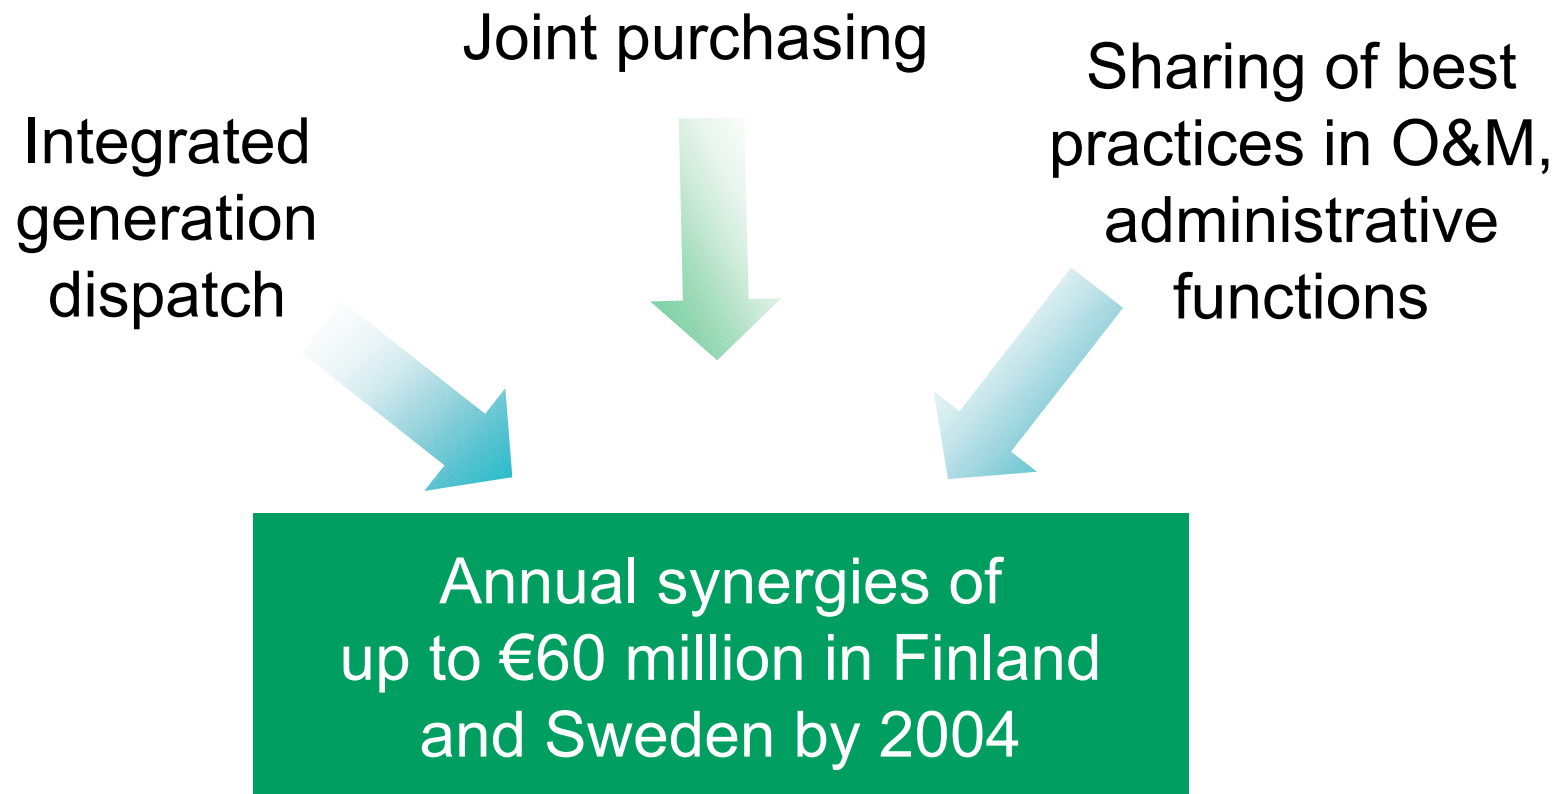 Joint purchasing
Integrated
generation
dispatch
Sharing of best
practices in O&M,
administrative
functions
Annual synergies of
up to €60 million in Finland
and Sweden by 2004